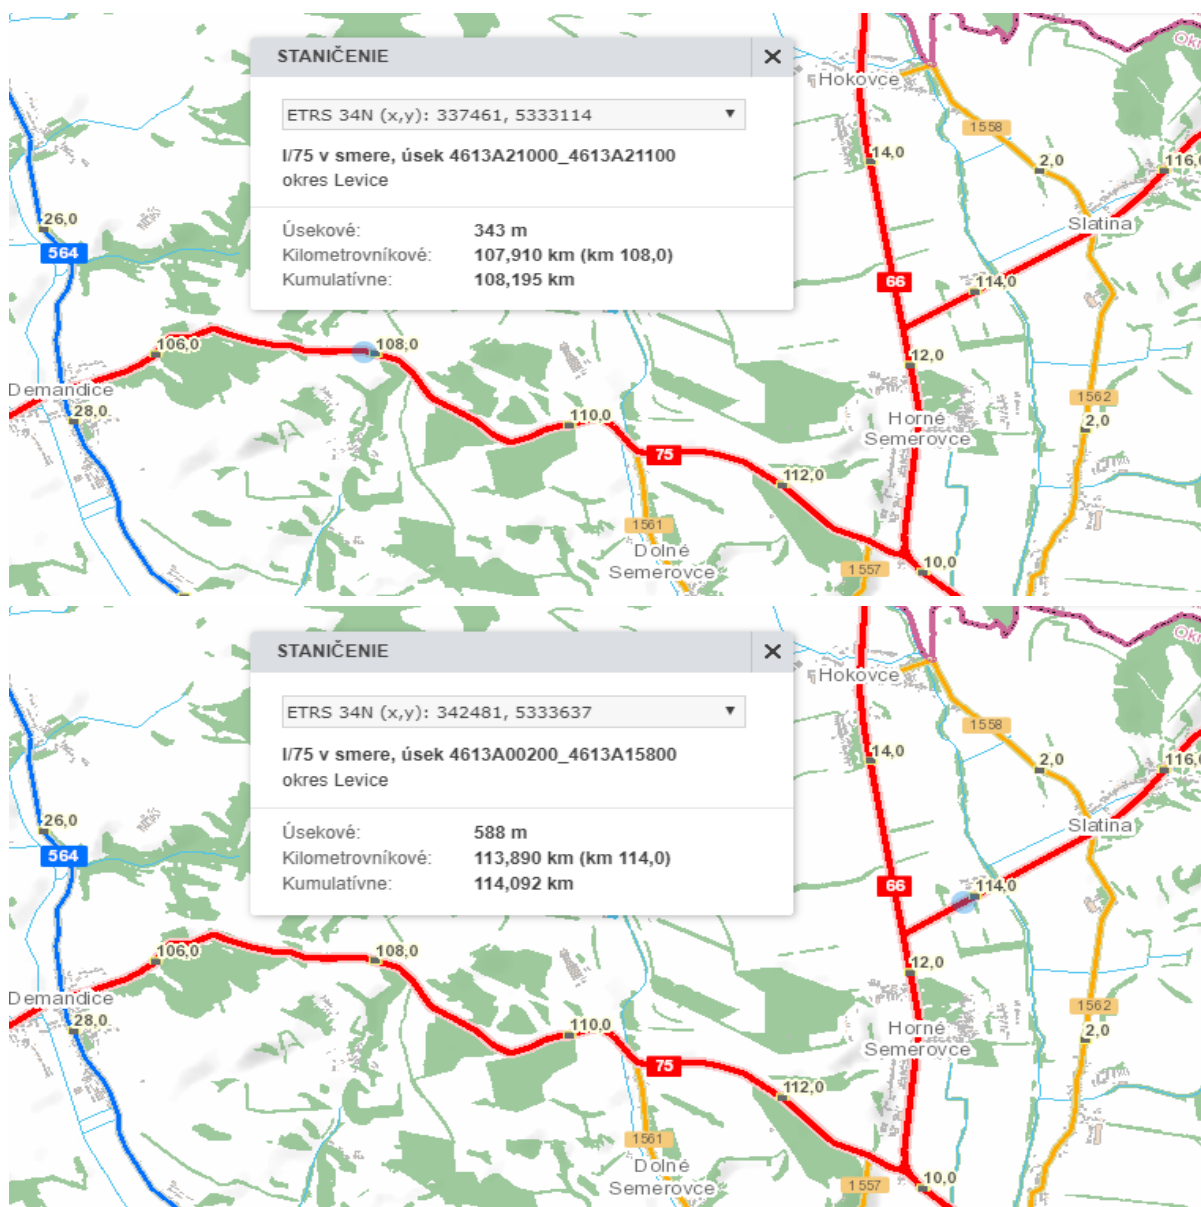 STANIČENIE
ETRS 34N (x,y): 337461, 5333114
I/75 v smere, úsek 4613A21000_4613A21100
okres Levice
Úsekové: 343 m
Kilometrovníkové: 107,910 km (km 108,0)
Kumulatívne: 108,195 km
Hokovce
1558
14,0
2,0
116,0
26,0
564
Slatina
66
114,0
106,0
108,0
12,0
Demandice
28,0
110,0
1562
Horné
Semerovce
2,0
75
112,0
1561
Dolné
Semerovce
1557
10,0
STANIČENIE
ETRS 34N (x,y): 342481, 5333637
I/75 v smere, úsek 4613A00200_4613A15800
okres Levice
Úsekové: 588 m
Kilometrovníkové: 113,890 km (km 114,0)
Kumulatívne: 114,092 km
Hokovce
1558
14,0
2,0
116,0
26,0
564
Slatina
66
114,0
106,0
108,0
12,0
Demandice
28,0
110,0
1562
Horné
Semerovce
2,0
75
112,0
1561
Dolné
Semerovce
1557
10,0